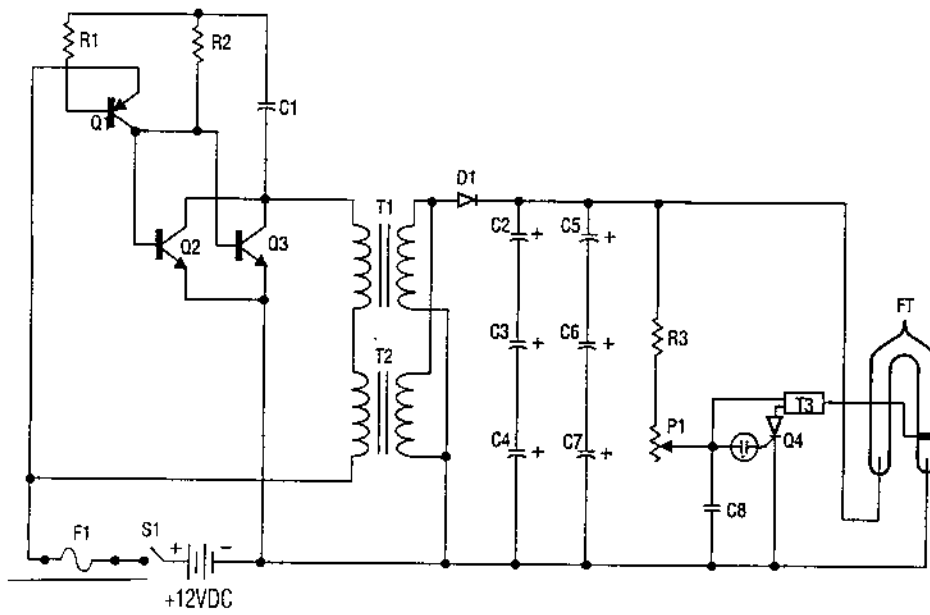 R1 R2
Q1 C1
Q2 Q3 T1 D1 C2 + C5 +
T2 C3 + C6 + R3 FT
C4 + C7 + P1 T3 Q4
C8
F1 S1 + −
+12VDC